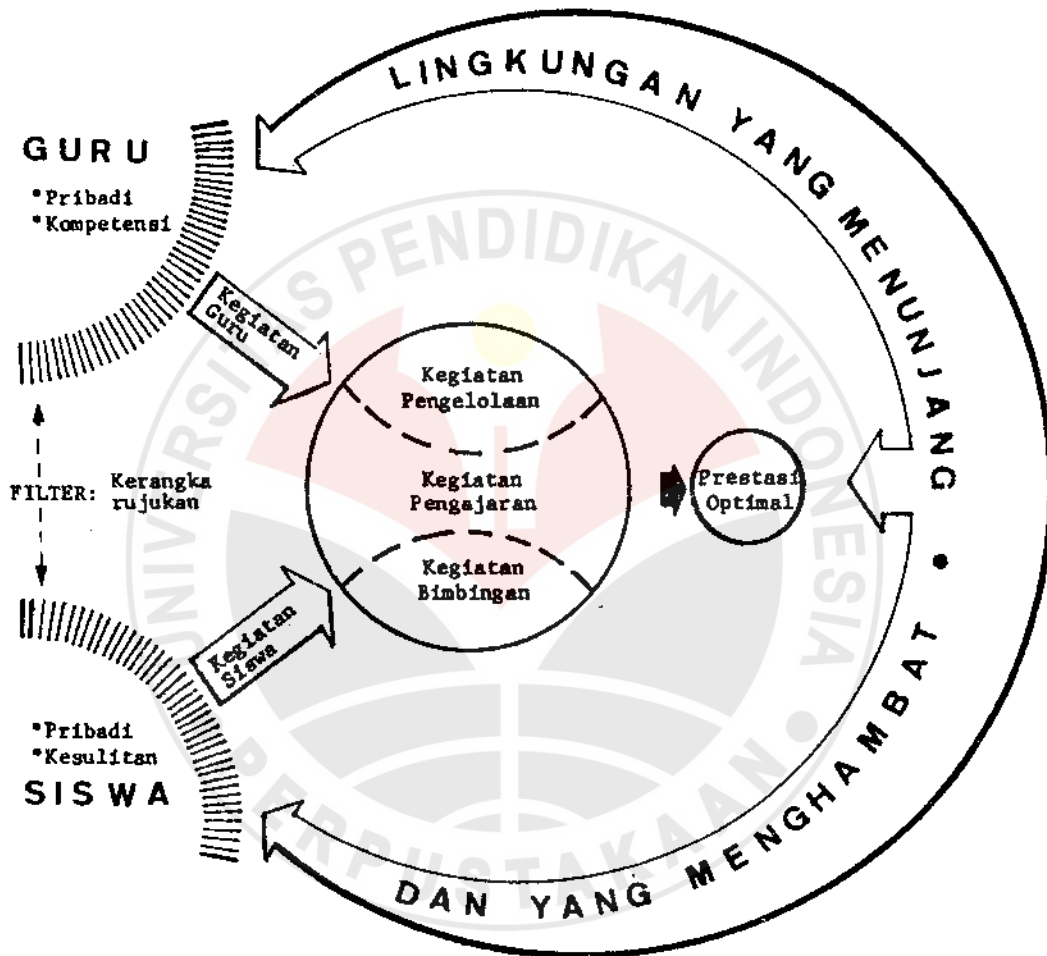 LINGKUNGAN YANG MENUNJANG •
DAN YANG MENGHAMBAT
GURU
*Pribadi
*Kompetensi
Kegiatan
Guru
Kegiatan
Pengelolaan
FILTER: Kerangka
rujukan
Kegiatan
Pengajaran
Prestasi
Optimal
Kegiatan
Bimbingan
Kegiatan
Siswa
*Pribadi
*Kesulitan
SISWA
UNIVERSITAS PENDIDIKAN INDONESIA •
PERPUSTAKAAN